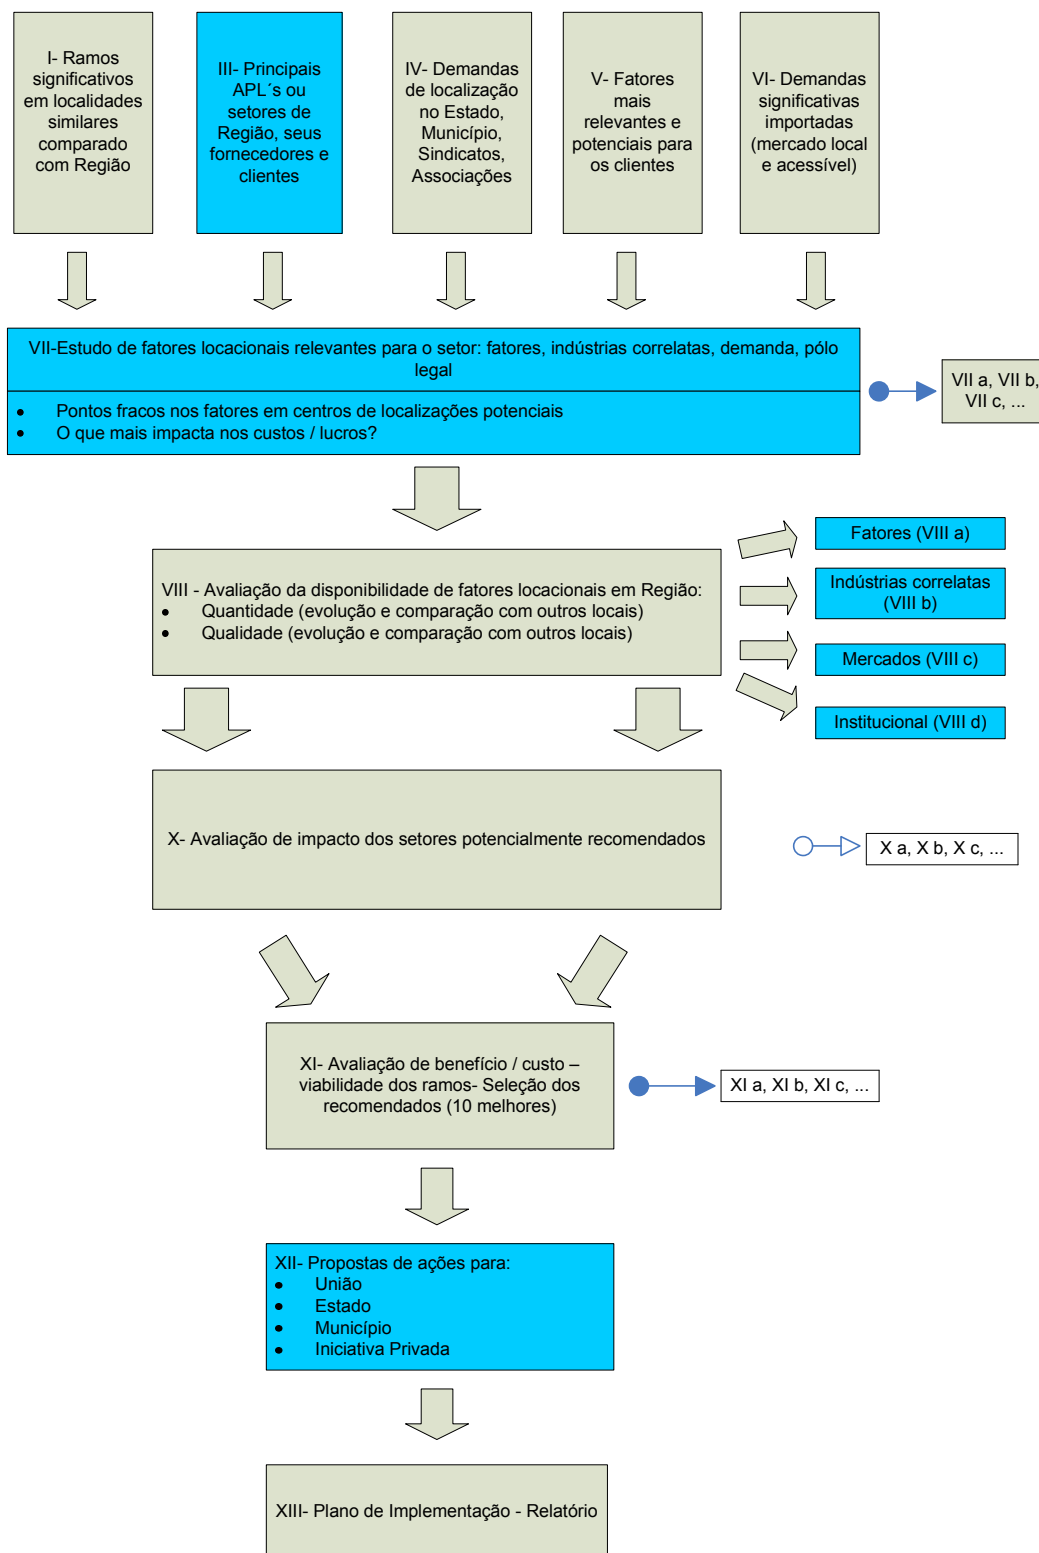 I- Ramos
significativos
em localidades
similares
comparado
com Região
III- Principais
APL´s ou
setores de
Região, seus
fornecedores e
clientes
IV- Demandas
de localização
no Estado,
Município,
Sindicatos,
Associações
V- Fatores
mais
relevantes e
potenciais para
os clientes
VI- Demandas
significativas
importadas
(mercado local
e acessível)
VII-Estudo de fatores locacionais relevantes para o setor: fatores, indústrias correlatas, demanda, pólo
legal
• Pontos fracos nos fatores em centros de localizações potenciais
• O que mais impacta nos custos / lucros?
VII a, VII b,
VII c, ...
VIII - Avaliação da disponibilidade de fatores locacionais em Região:
• Quantidade (evolução e comparação com outros locais)
• Qualidade (evolução e comparação com outros locais)
Fatores (VIII a)
Indústrias correlatas
(VIII b)
Mercados (VIII c)
Institucional (VIII d)
X- Avaliação de impacto dos setores potencialmente recomendados
X a, X b, X c, ...
XI- Avaliação de benefício / custo –
viabilidade dos ramos- Seleção dos
recomendados (10 melhores)
XI a, XI b, XI c, ...
XII- Propostas de ações para:
• União
• Estado
• Município
• Iniciativa Privada
XIII- Plano de Implementação - Relatório